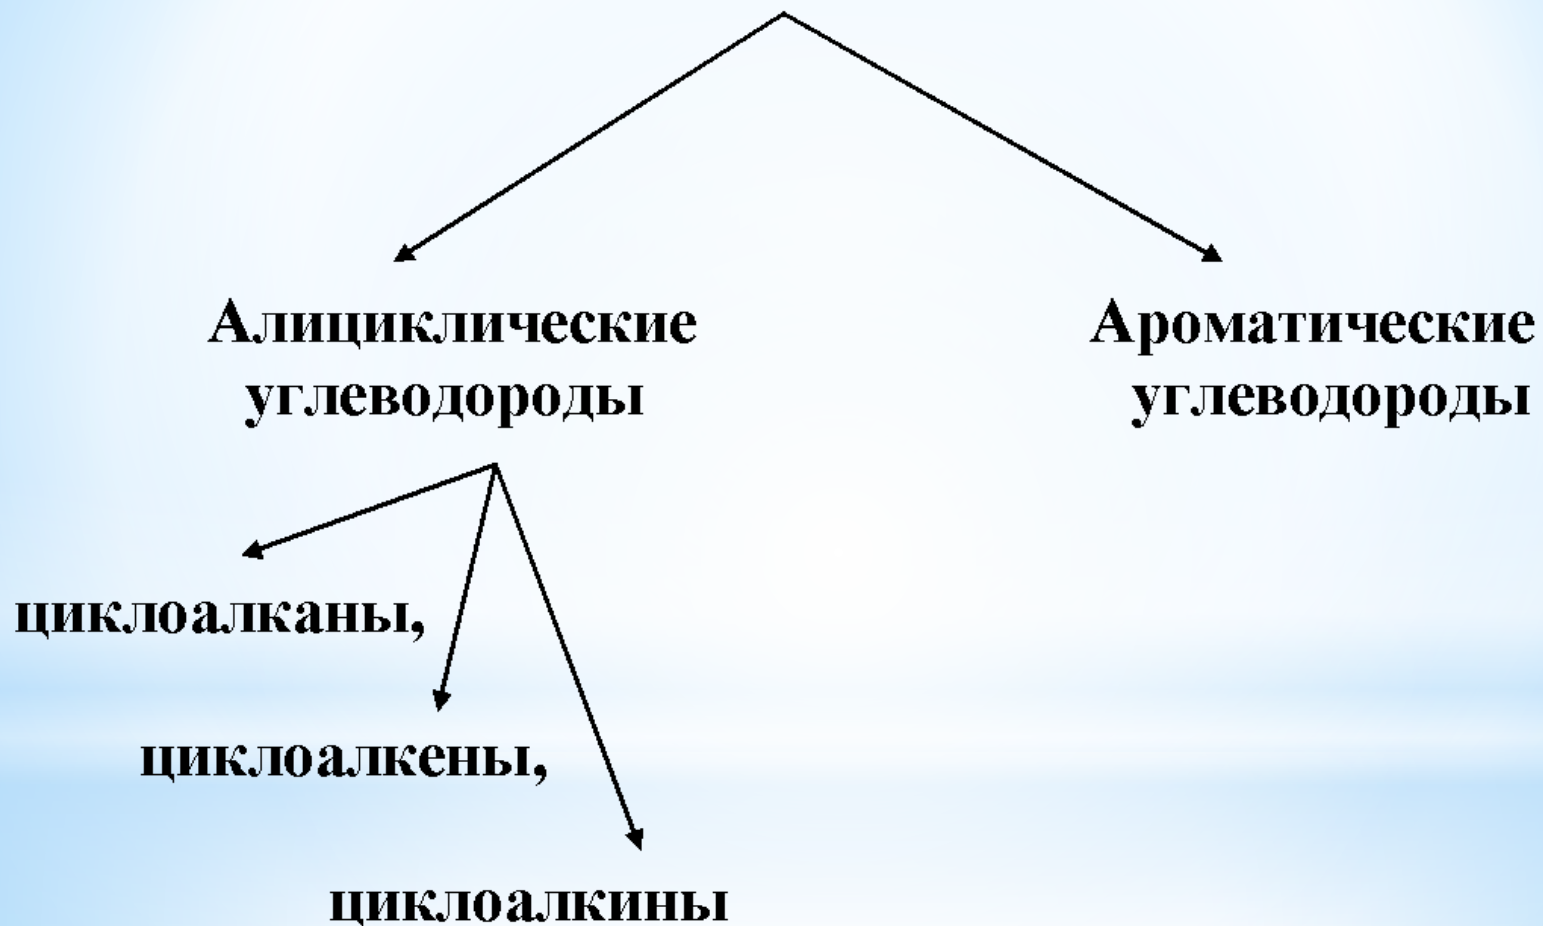 Алициклические
углеводороды
Ароматические
углеводороды
циклоалканы,
циклоалкены,
циклоалкины